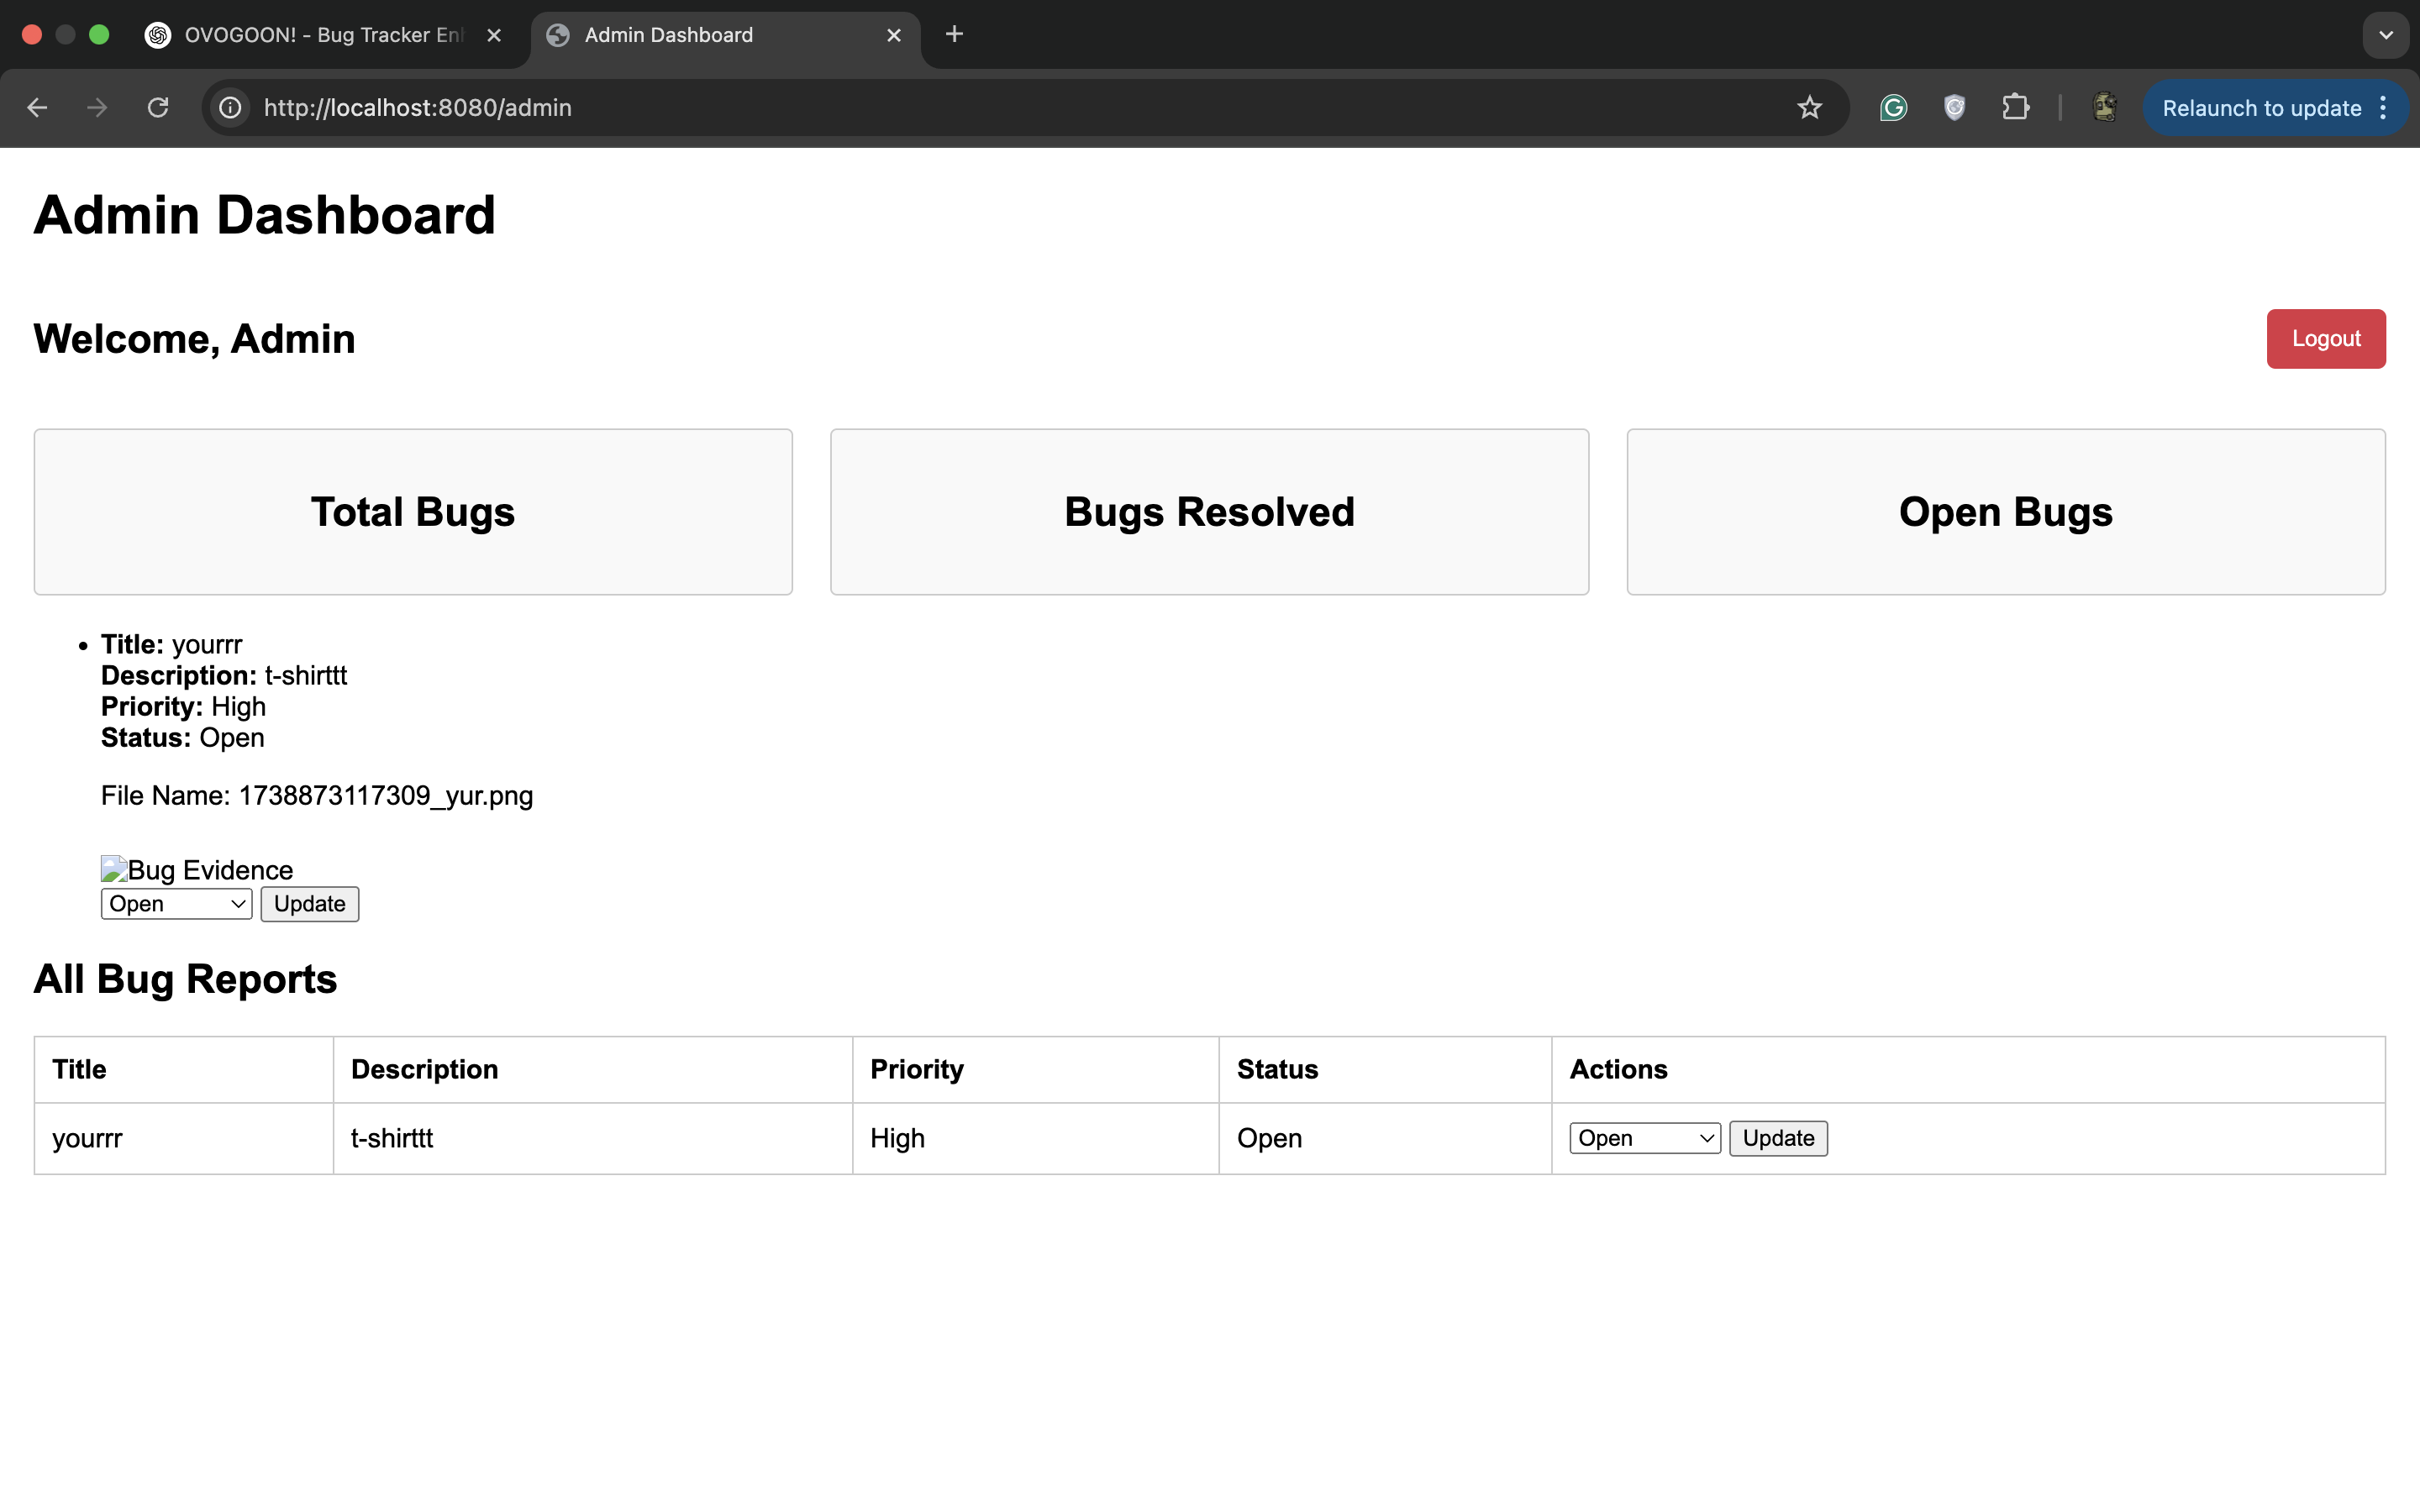 OVOGOON! - Bug Tracker Enh
Admin Dashboard
http://localhost:8080/admin
Relaunch to update
Admin Dashboard
Welcome, Admin
Logout
Total Bugs
Bugs Resolved
Open Bugs
Title: yourrr
Description: t-shirttt
Priority: High
Status: Open
File Name: 1738873117309_yur.png
Bug Evidence
Open Update
All Bug Reports
Title Description Priority Status Actions
yourrr t-shirttt High Open Open Update